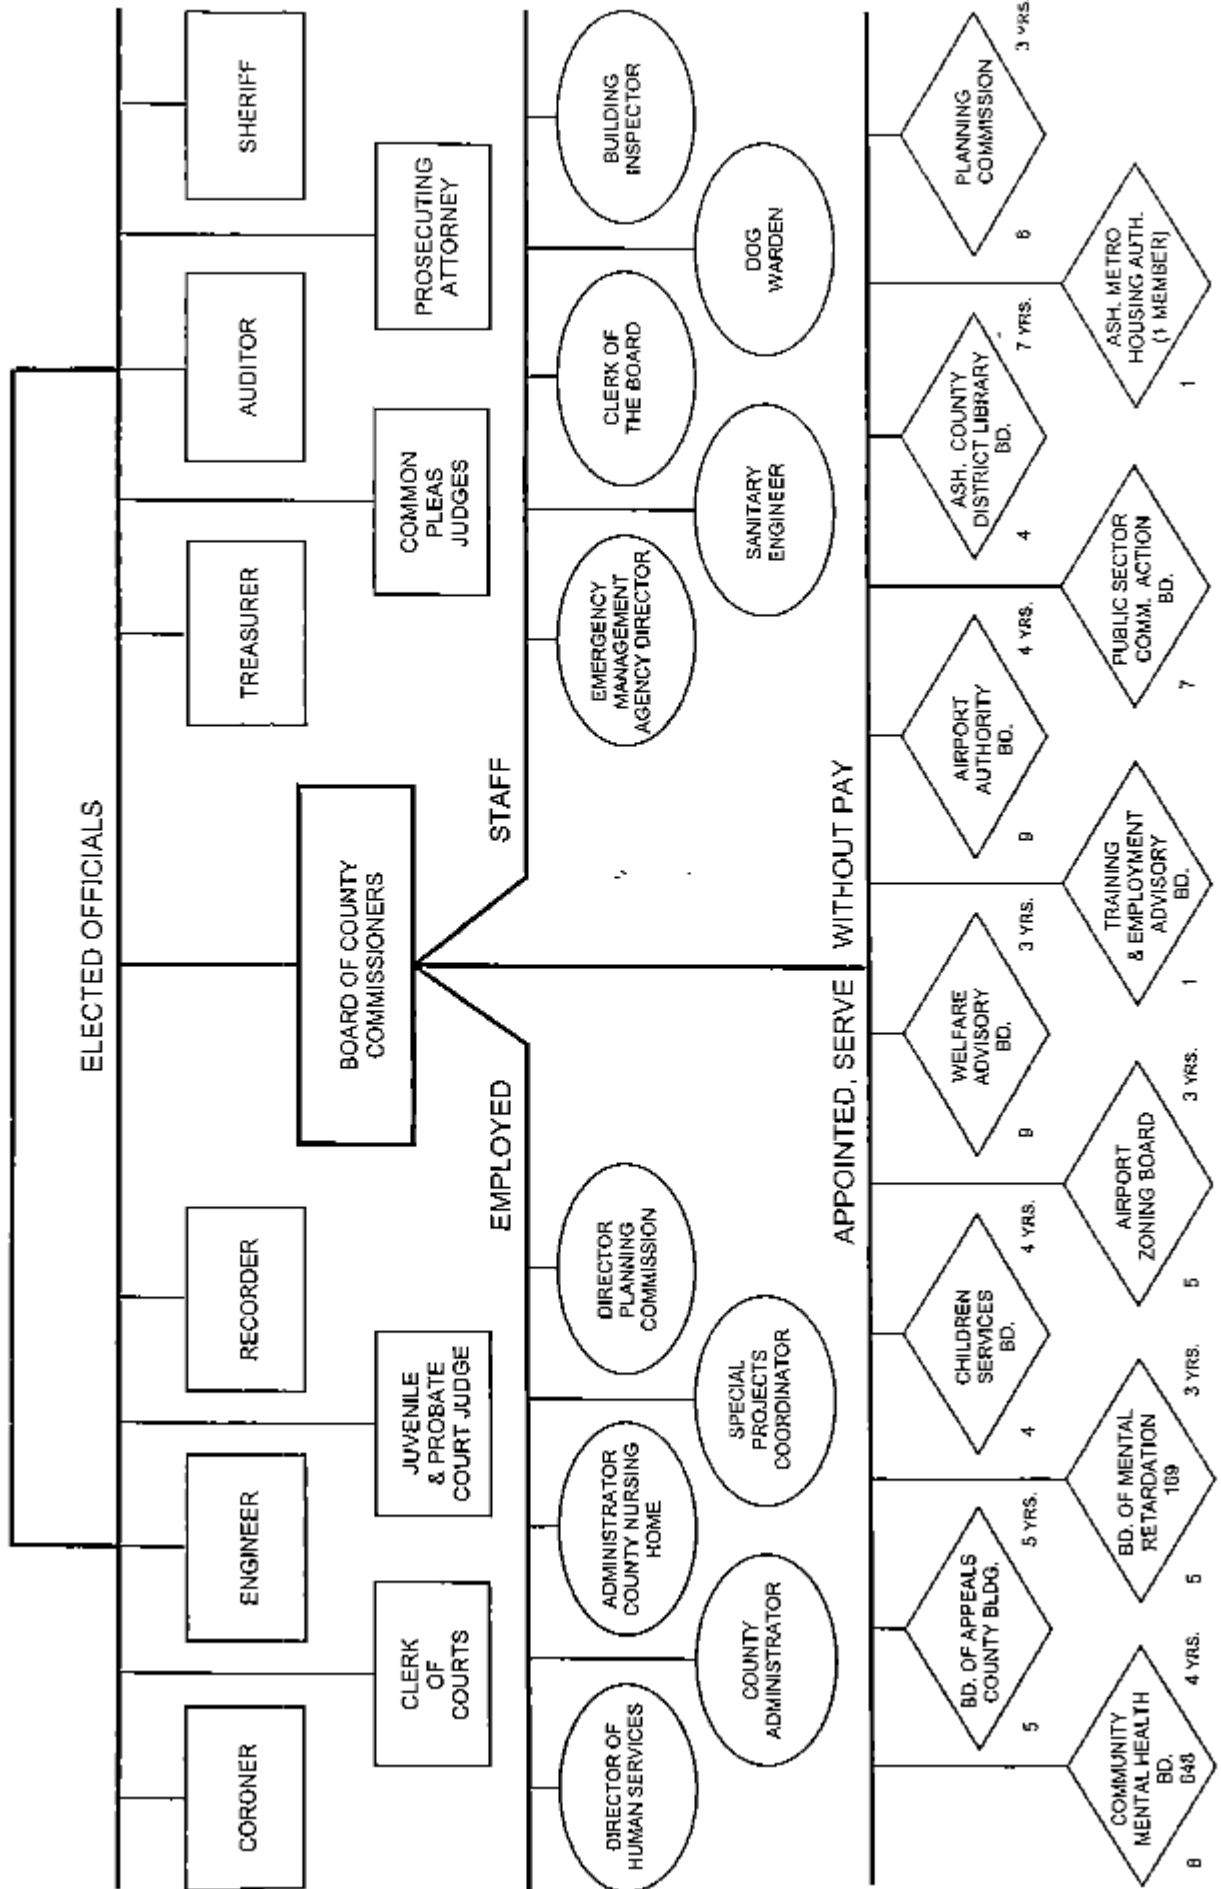 ELECTED OFFICIALS
CORONER
ENGINEER
RECORDER
TREASURER
AUDITOR
SHERIFF
BOARD OF COUNTY
COMMISSIONERS
CLERK
OF
COURTS
JUVENILE
& PROBATE
COURT JUDGE
COMMON
PLEAS
JUDGES
PROSECUTING
ATTORNEY
EMPLOYED
STAFF
DIRECTOR OF
HUMAN SERVICES
ADMINISTRATOR
COUNTY NURSING
HOME
DIRECTOR
PLANNING
COMMISSION
EMERGENCY
MANAGEMENT
AGENCY DIRECTOR
CLERK OF
THE BOARD
BUILDING
INSPECTOR
COUNTY
ADMINISTRATOR
SPECIAL
PROJECTS
COORDINATOR
SANITARY
ENGINEER
DOG
WARDEN
APPOINTED, SERVE WITHOUT PAY
BD. OF APPEALS
COUNTY BLDG.
5
5 YRS.
CHILDREN
SERVICES
BD.
4
4 YRS.
WELFARE
ADVISORY
BD.
9
3 YRS.
AIRPORT
AUTHORITY
BD.
9
4 YRS.
ASH. COUNTY
DISTRICT LIBRARY
BD.
4
7 YRS.
PLANNING
COMMISSION
6
3 YRS.
COMMUNITY
MENTAL HEALTH
BD.
648
8
4 YRS.
BD. OF MENTAL
RETARDATION
169
5
3 YRS.
AIRPORT
ZONING BOARD
5
3 YRS.
TRAINING
& EMPLOYMENT
ADVISORY
BD.
1
PUBLIC SECTOR
COMM. ACTION
BD.
7
ASH. METRO
HOUSING AUTH.
(1 MEMBER)
1